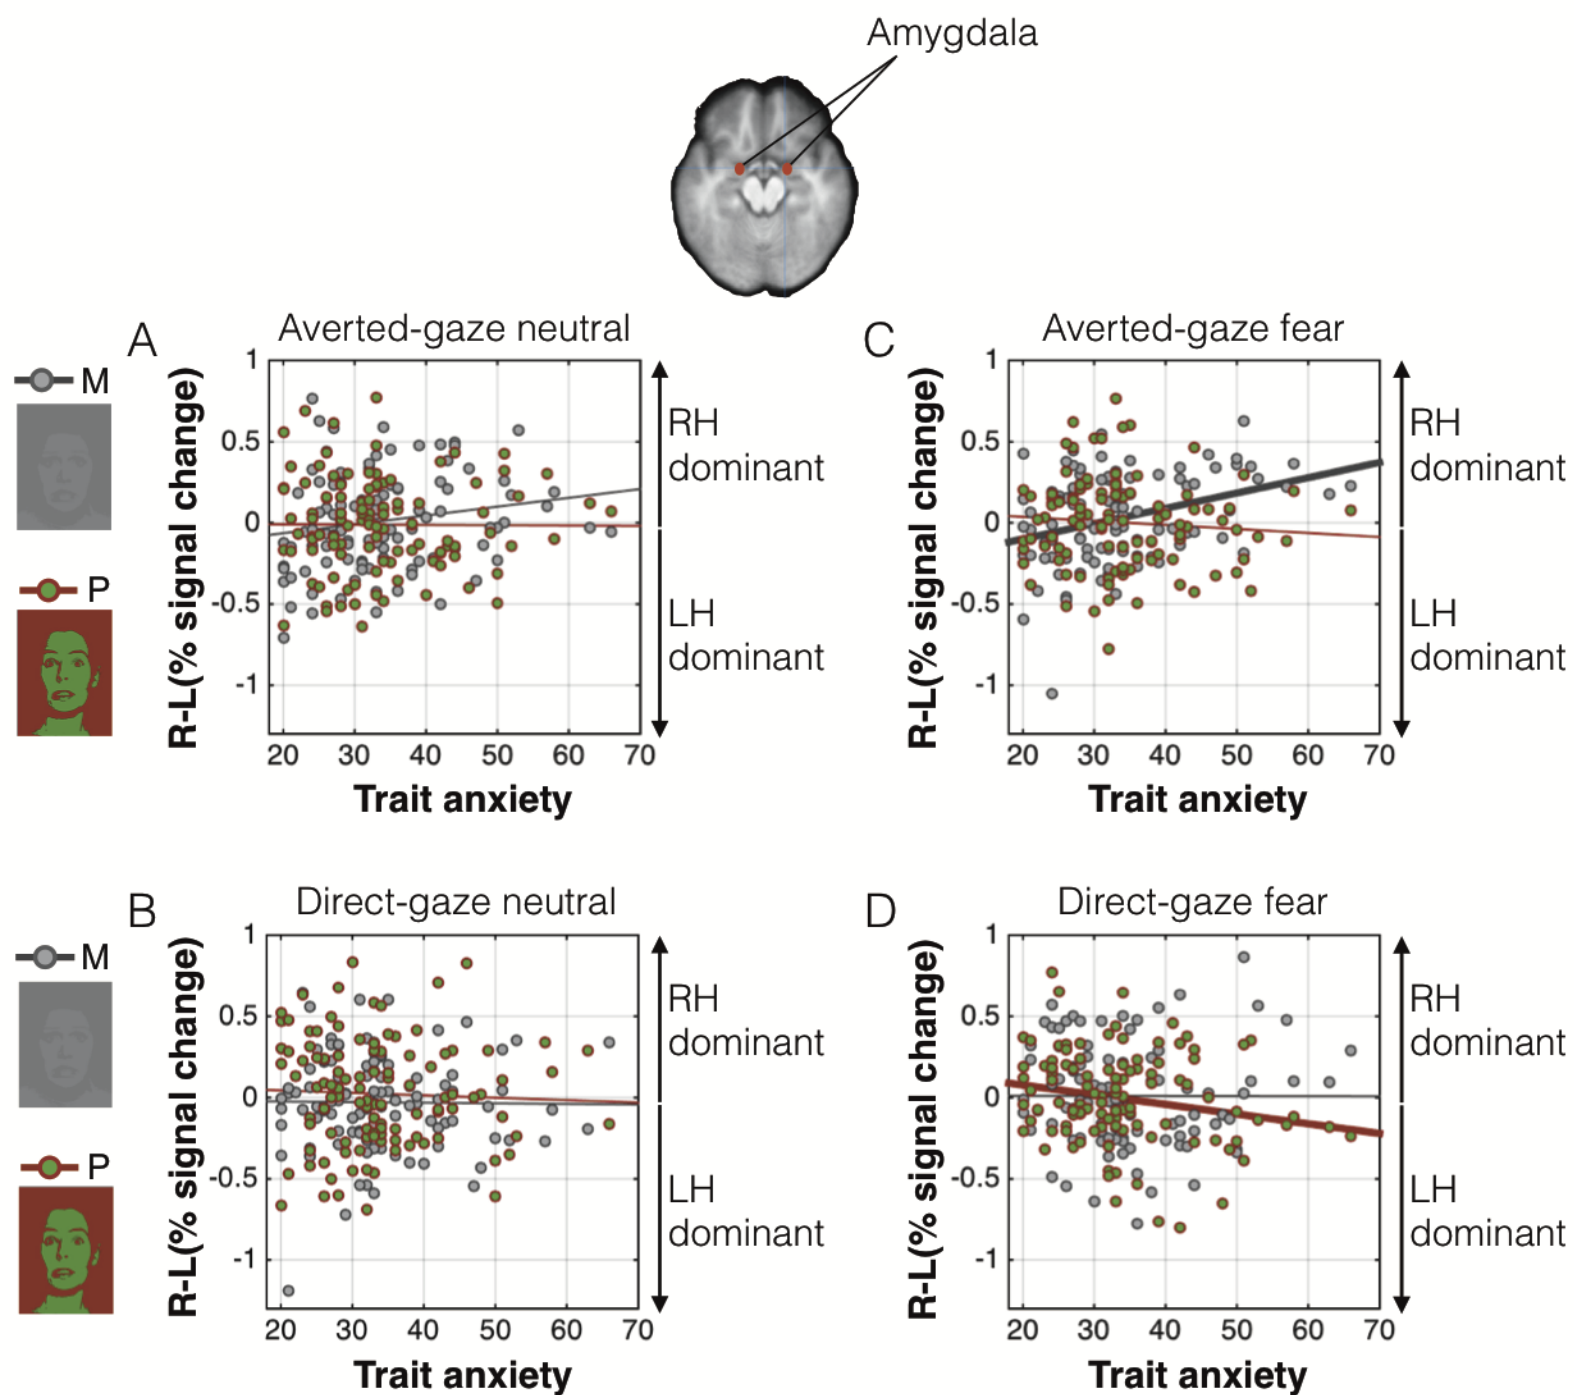 Amygdala
A
Averted-gaze neutral
M
P
R-L(% signal change)
1
0.5
0
-0.5
-1
20 30 40 50 60 70
Trait anxiety
RH
dominant
LH
dominant
C
Averted-gaze fear
R-L(% signal change)
1
0.5
0
-0.5
-1
20 30 40 50 60 70
Trait anxiety
RH
dominant
LH
dominant
B
Direct-gaze neutral
M
P
R-L(% signal change)
1
0.5
0
-0.5
-1
20 30 40 50 60 70
Trait anxiety
RH
dominant
LH
dominant
D
Direct-gaze fear
R-L(% signal change)
1
0.5
0
-0.5
-1
20 30 40 50 60 70
Trait anxiety
RH
dominant
LH
dominant